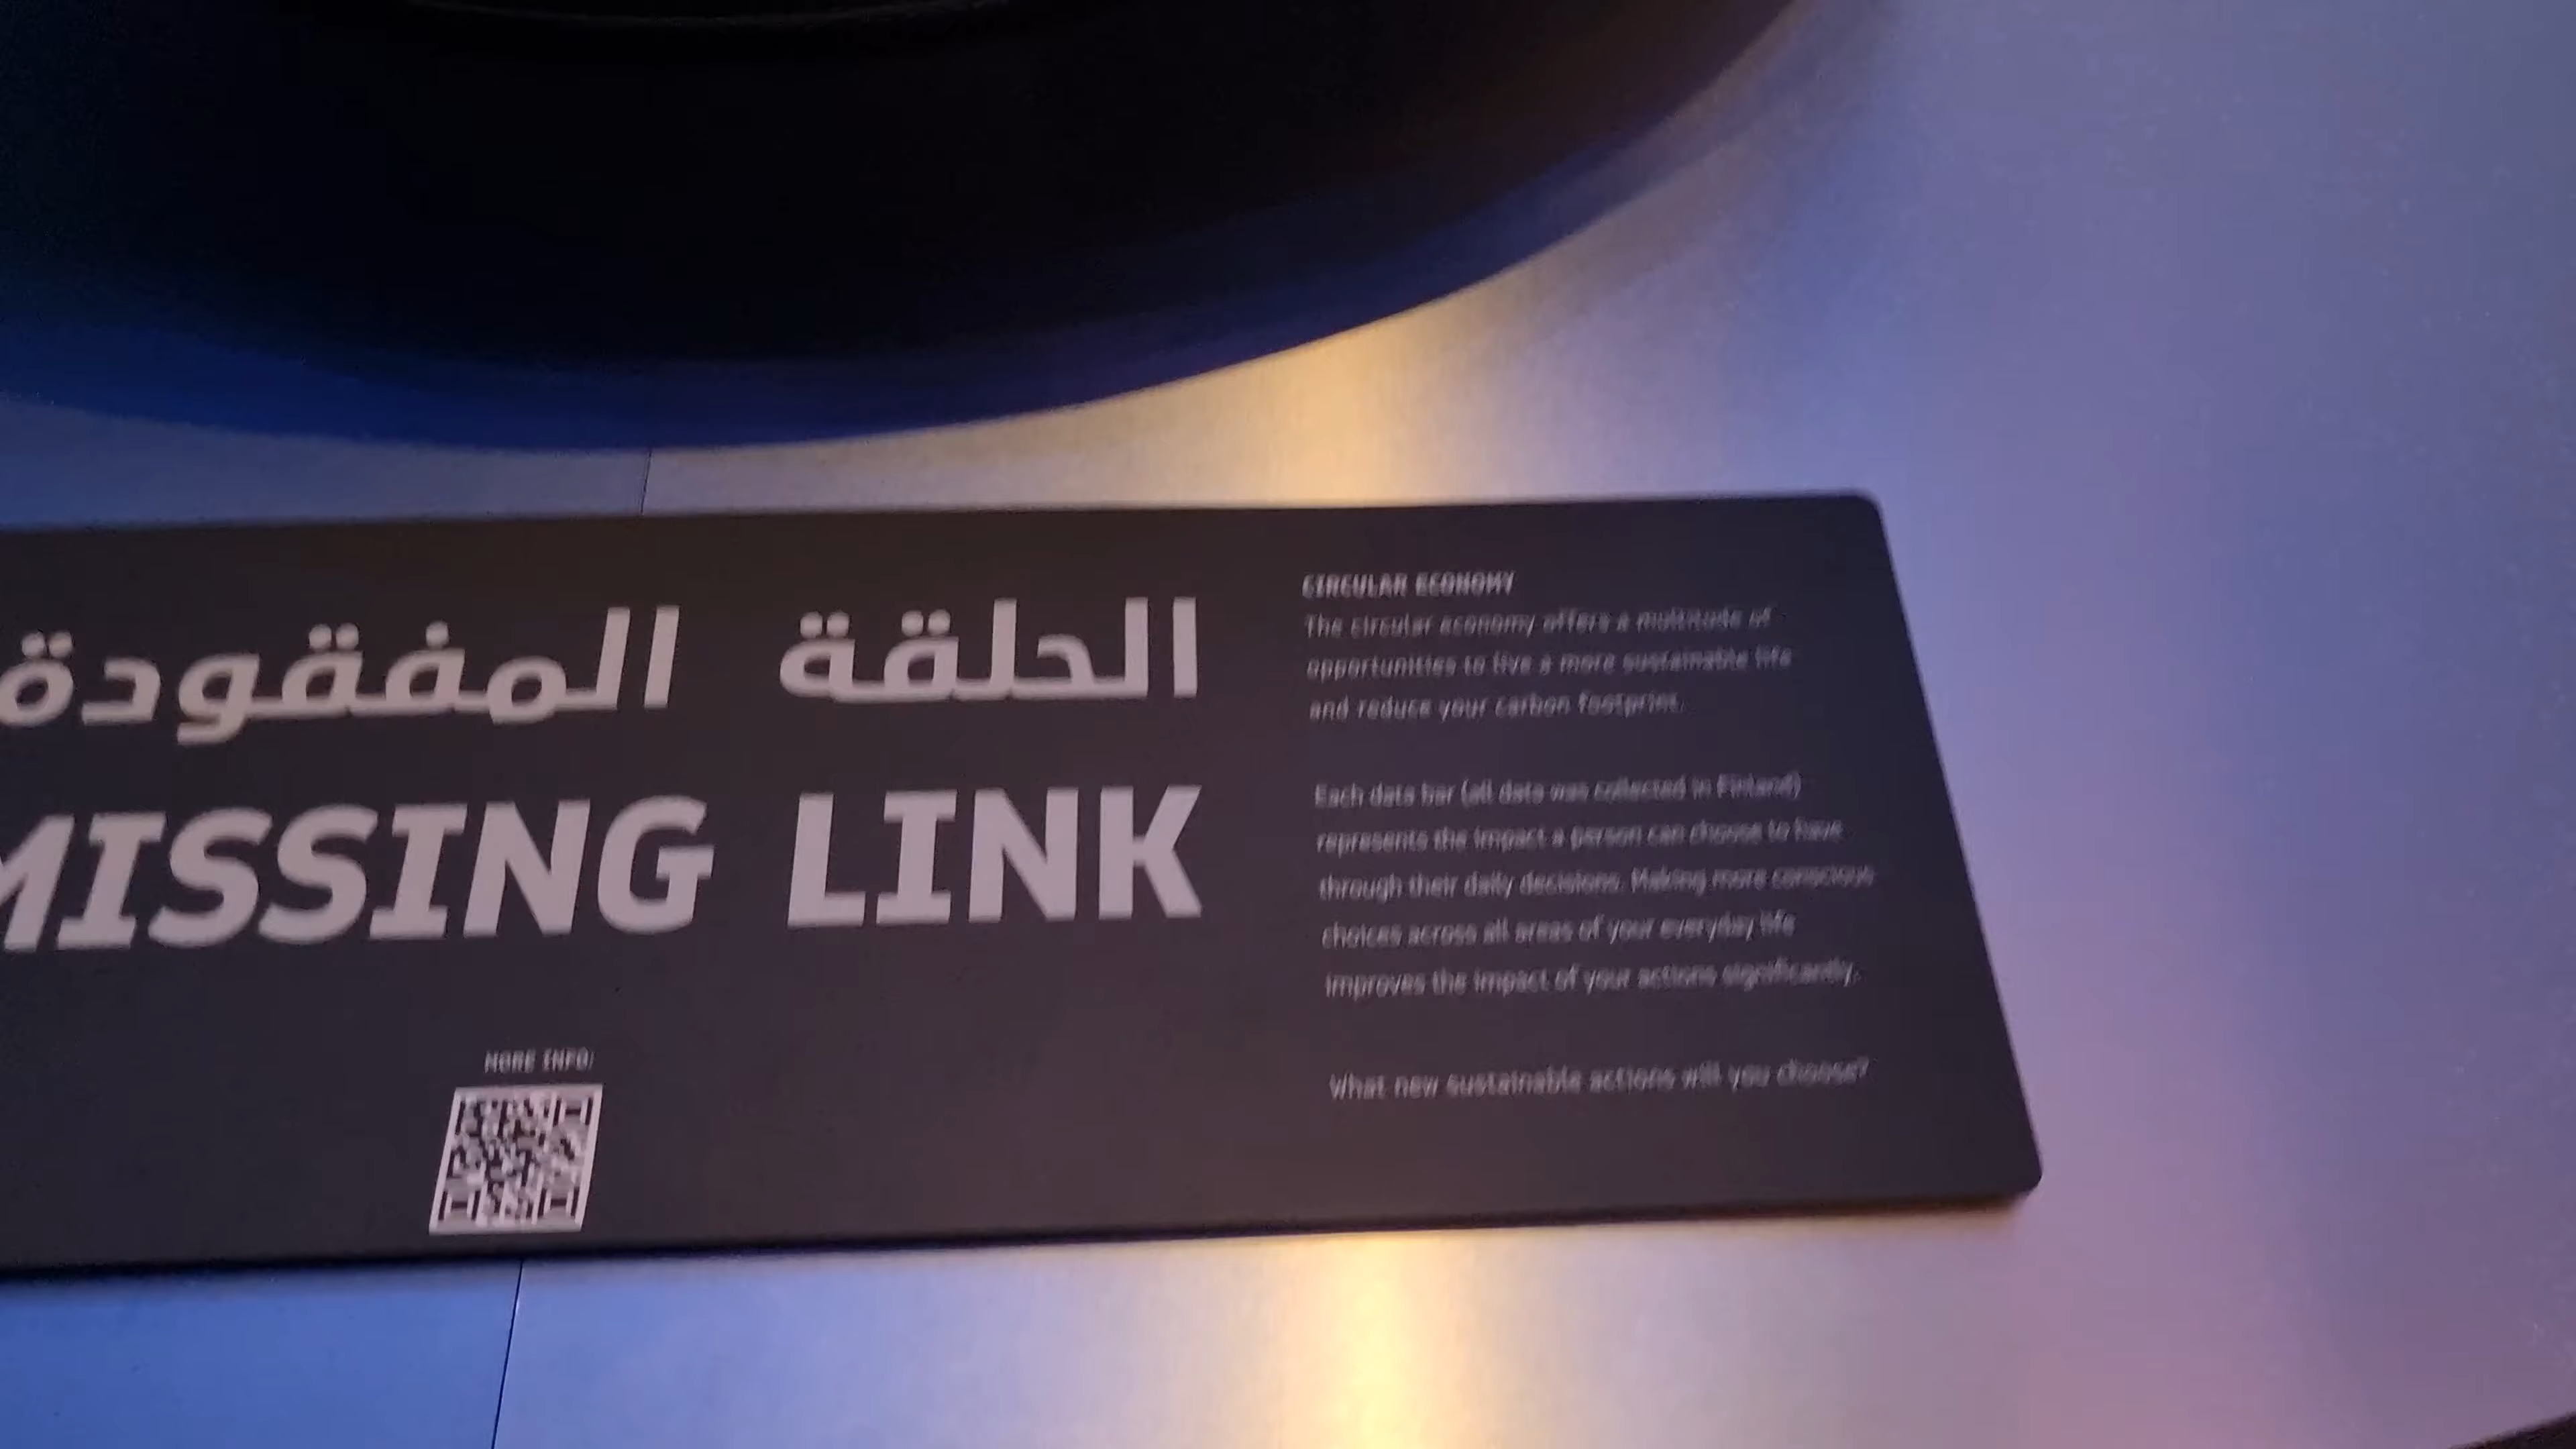 الحلقة المفقودة
MISSING LINK
MORE INFO:
CIRCULAR ECONOMY
The circular economy offers a multitude of
opportunities to live a more sustainable life
and reduce your carbon footprint.
Each data bar (all data was collected in Finland)
represents the impact a person can choose to have
through their daily decisions. Making more conscious
choices across all areas of your everyday life
improves the impact of your actions significantly.
What new sustainable actions will you choose?